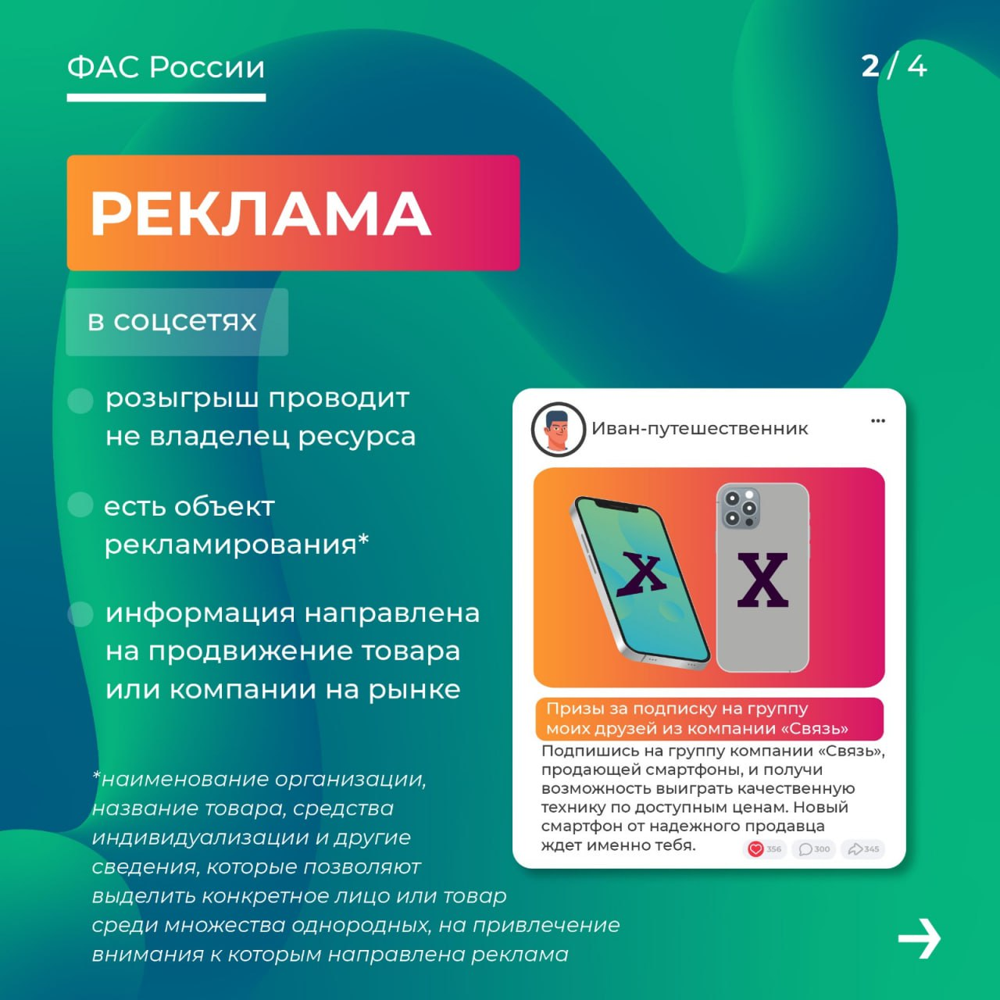 ФАС России
2 / 4
РЕКЛАМА
в соцсетях
розыгрыш проводит
не владелец ресурса
есть объект
рекламирования*
информация направлена
на продвижение товара
или компании на рынке
*наименование организации,
название товара, средства
индивидуализации и другие
сведения, которые позволяют
выделить конкретное лицо или товар
среди множества однородных, на привлечение
внимания к которым направлена реклама
Иван-путешественник
X
X
Призы за подписку на группу
моих друзей из компании «Связь»
Подпишись на группу компании «Связь»,
продающей смартфоны, и получи
возможность выиграть качественную
технику по доступным ценам. Новый
смартфон от надежного продавца
ждет именно тебя.
356 300 345